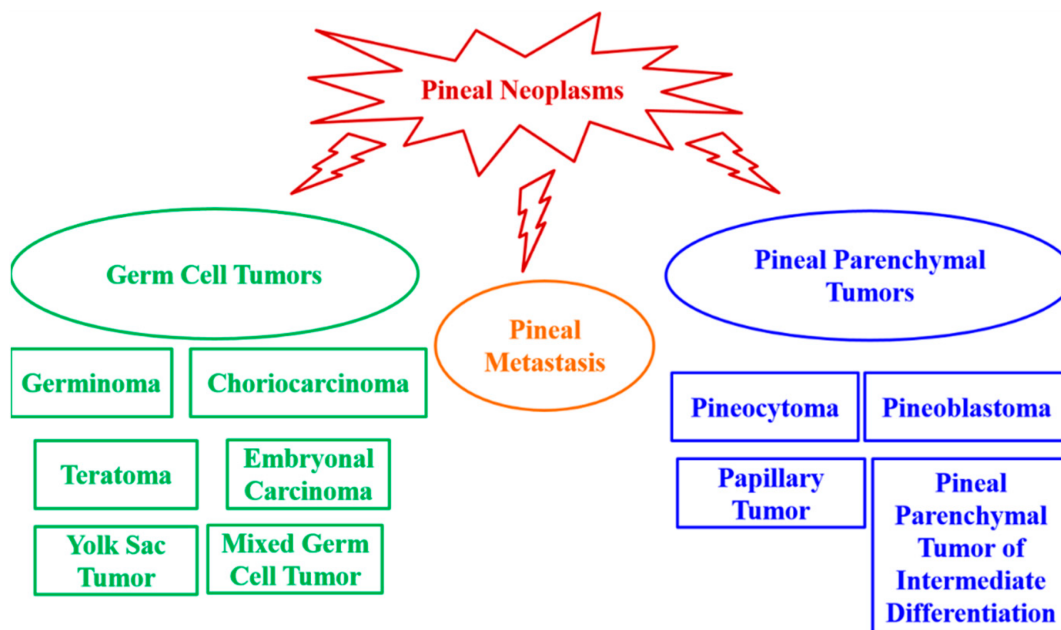 Pineal Neoplasms
Germ Cell Tumors
Germinoma
Choriocarcinoma
Teratoma
Embryonal
Carcinoma
Yolk Sac
Tumor
Mixed Germ
Cell Tumor
Pineal
Metastasis
Pineal Parenchymal
Tumors
Pineocytoma
Pineoblastoma
Papillary
Tumor
Pineal
Parenchymal
Tumor of
Intermediate
Differentiation